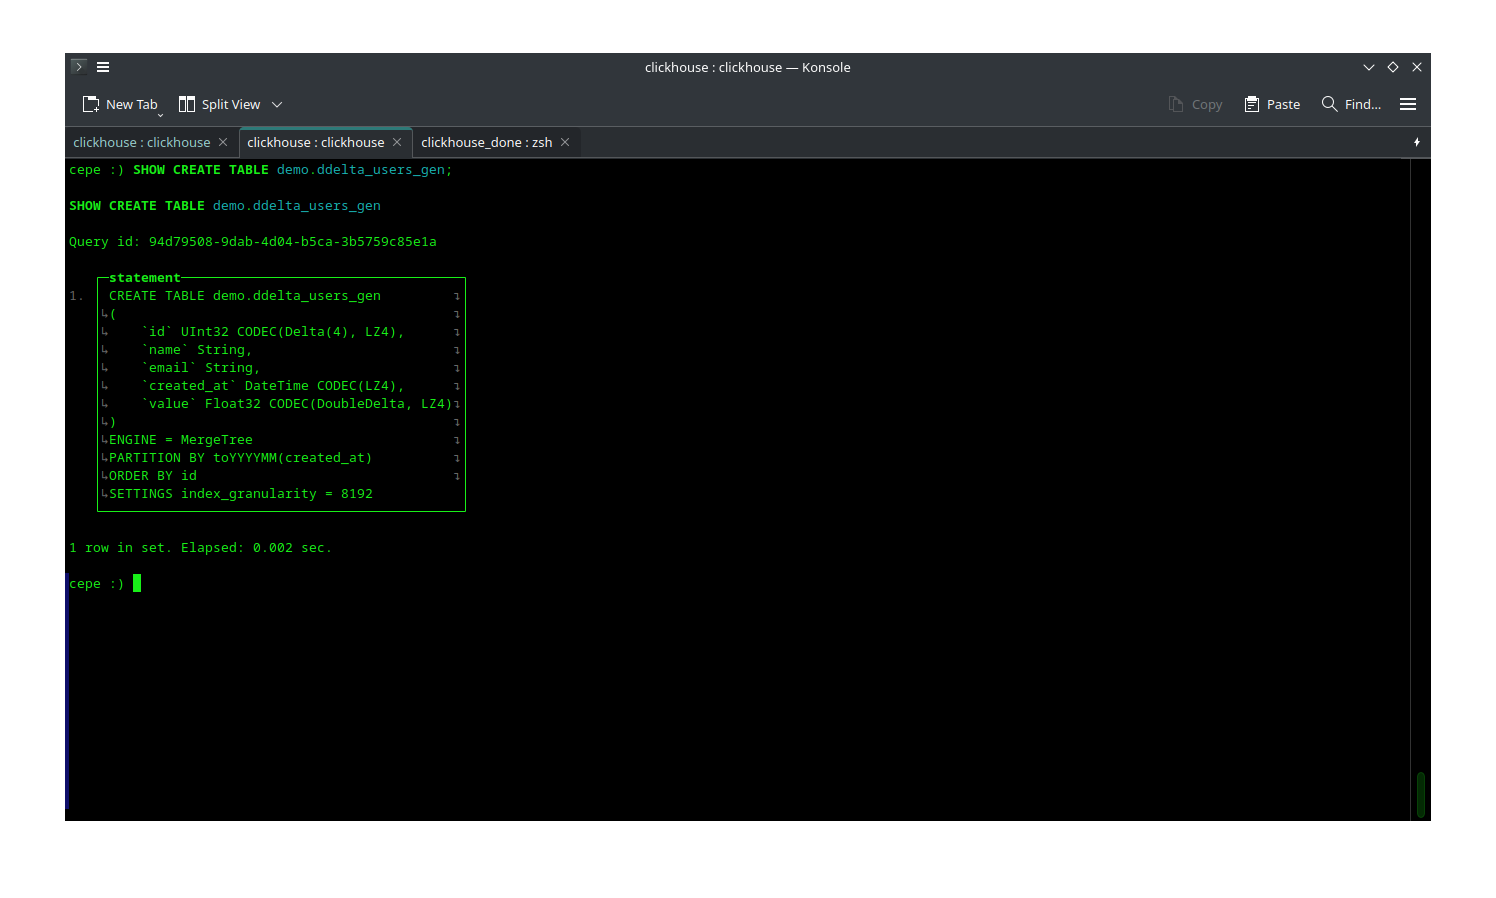 clickhouse : clickhouse — Konsole
New Tab Split View Copy Paste Find...
clickhouse : clickhouse clickhouse : clickhouse clickhouse_done : zsh
cepe :) SHOW CREATE TABLE demo.ddelta_users_gen;
SHOW CREATE TABLE demo.ddelta_users_gen
Query id: 94d79508-9dab-4d04-b5ca-3b5759c85e1a
statement
1. CREATE TABLE demo.ddelta_users_gen ↴
↳( ↴
↳    `id` UInt32 CODEC(Delta(4), LZ4), ↴
↳    `name` String, ↴
↳    `email` String, ↴
↳    `created_at` DateTime CODEC(LZ4), ↴
↳    `value` Float32 CODEC(DoubleDelta, LZ4)↴
↳) ↴
↳ENGINE = MergeTree ↴
↳PARTITION BY toYYYYMM(created_at) ↴
↳ORDER BY id ↴
↳SETTINGS index_granularity = 8192
1 row in set. Elapsed: 0.002 sec.
cepe :)